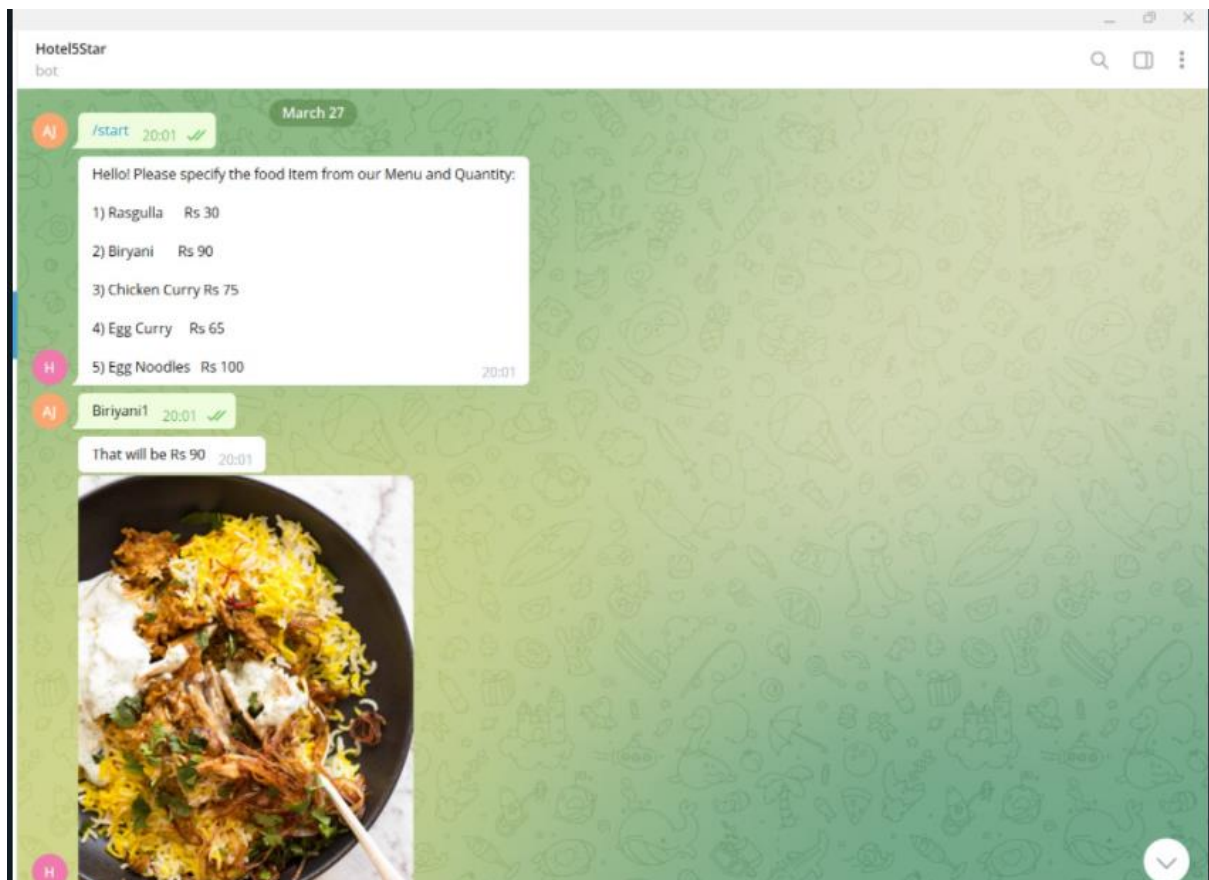 Hotel5Star
bot
March 27
AJ
/start 20:01
Hello! Please specify the food Item from our Menu and Quantity:
1) Rasgulla Rs 30
2) Biryani Rs 90
3) Chicken Curry Rs 75
4) Egg Curry Rs 65
5) Egg Noodles Rs 100
20:01
H
AJ
Biriyani1 20:01
That will be Rs 90 20:01
H